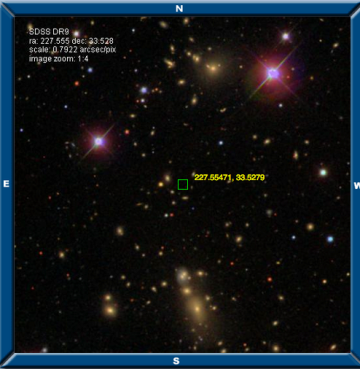 N
SDSS DR9
ra: 227.555 dec: 33.528
scale: 0.7922 arcsec/pix
image zoom: 1:4
227.55471, 33.5279
E
W
S